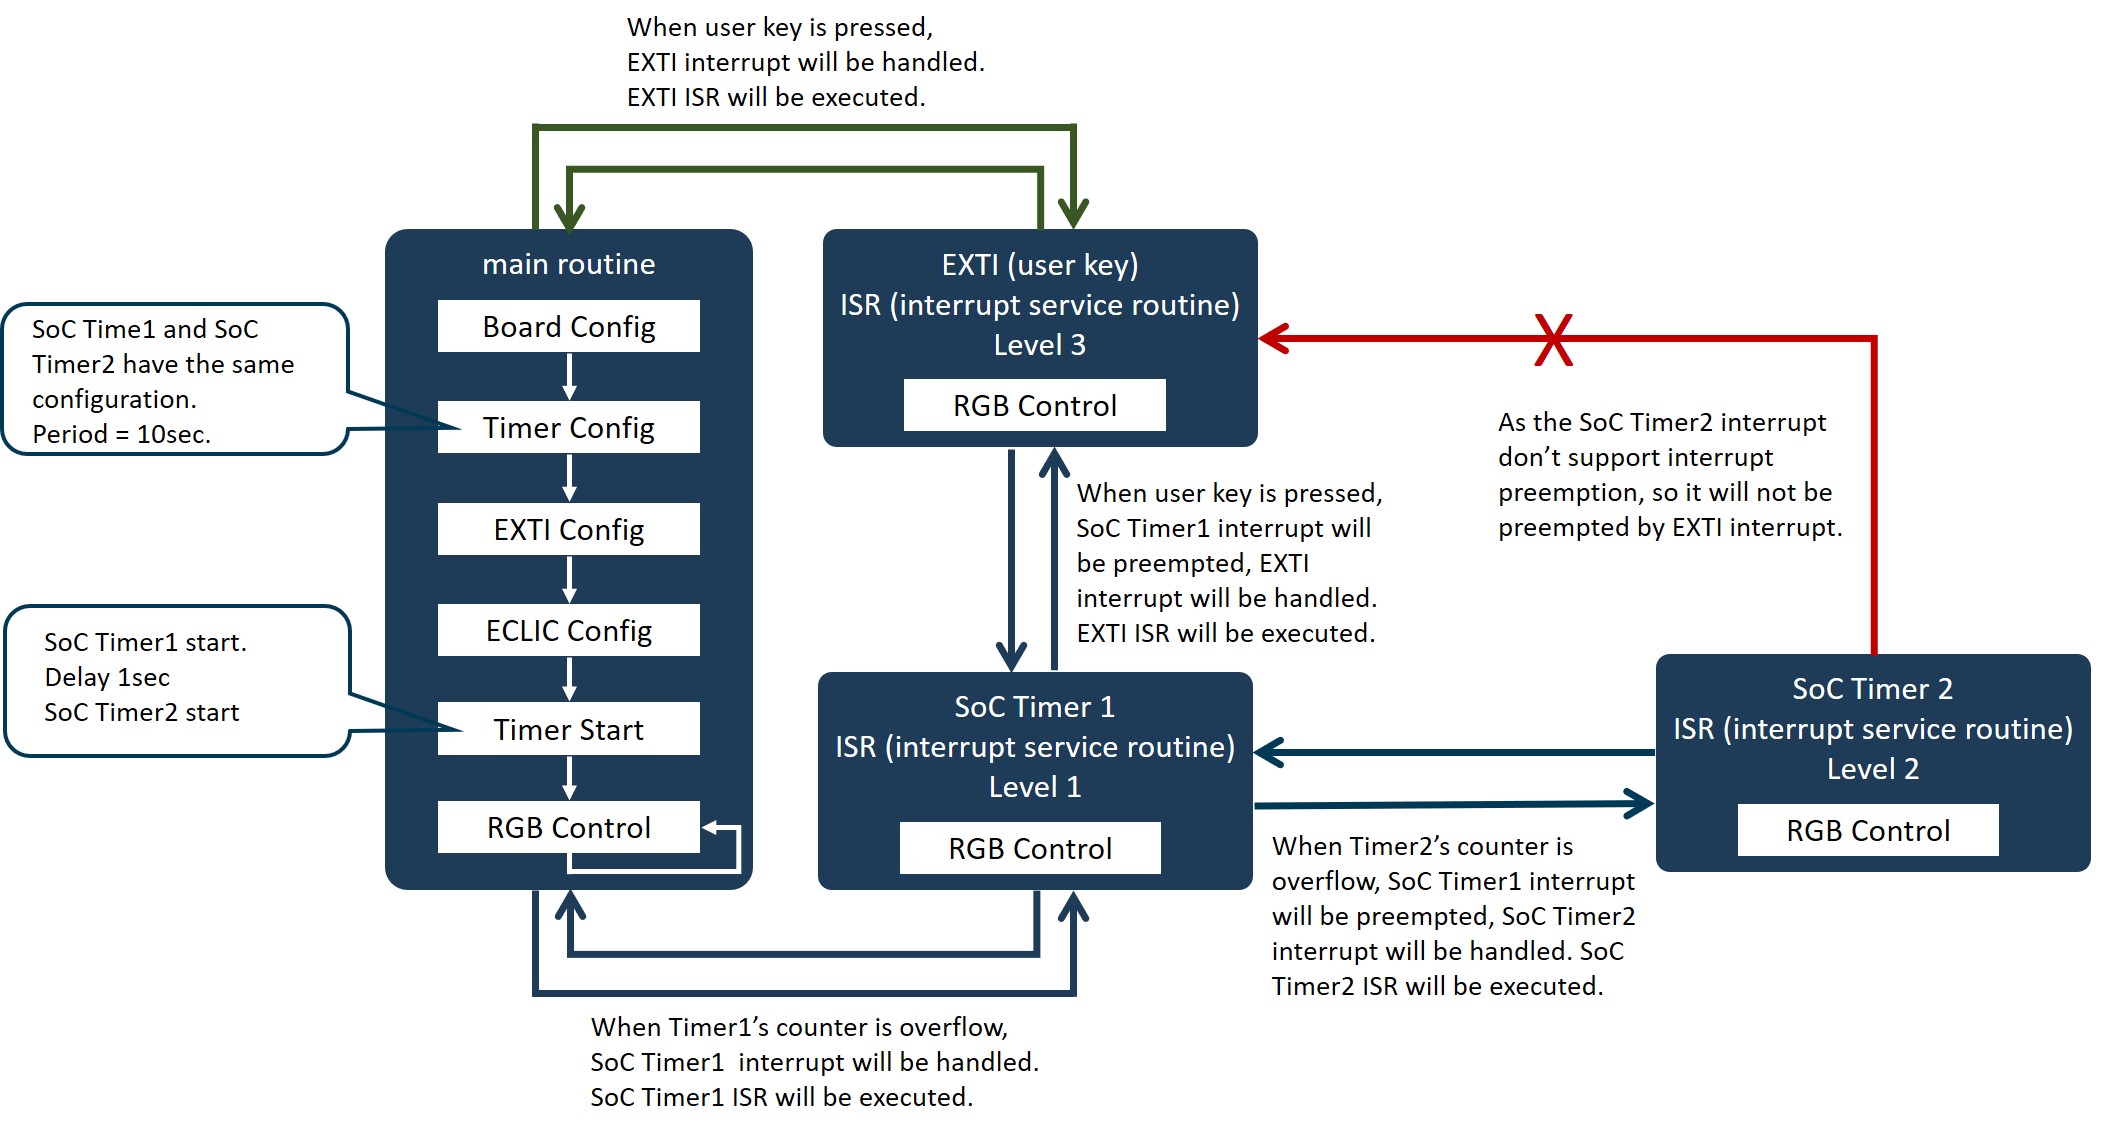 When user key is pressed,
EXTI interrupt will be handled.
EXTI ISR will be executed.
main routine
Board Config
Timer Config
EXTI Config
ECLIC Config
Timer Start
RGB Control
SoC Time1 and SoC
Timer2 have the same
configuration.
Period = 10sec.
SoC Timer1 start.
Delay 1sec
SoC Timer2 start
EXTI (user key)
ISR (interrupt service routine)
Level 3
RGB Control
X
As the SoC Timer2 interrupt
don’t support interrupt
preemption, so it will not be
preempted by EXTI interrupt.
When user key is pressed,
SoC Timer1 interrupt will
be preempted, EXTI
interrupt will be handled.
EXTI ISR will be executed.
SoC Timer 1
ISR (interrupt service routine)
Level 1
RGB Control
SoC Timer 2
ISR (interrupt service routine)
Level 2
RGB Control
When Timer2’s counter is
overflow, SoC Timer1 interrupt
will be preempted, SoC Timer2
interrupt will be handled. SoC
Timer2 ISR will be executed.
When Timer1’s counter is overflow,
SoC Timer1  interrupt will be handled.
SoC Timer1 ISR will be executed.